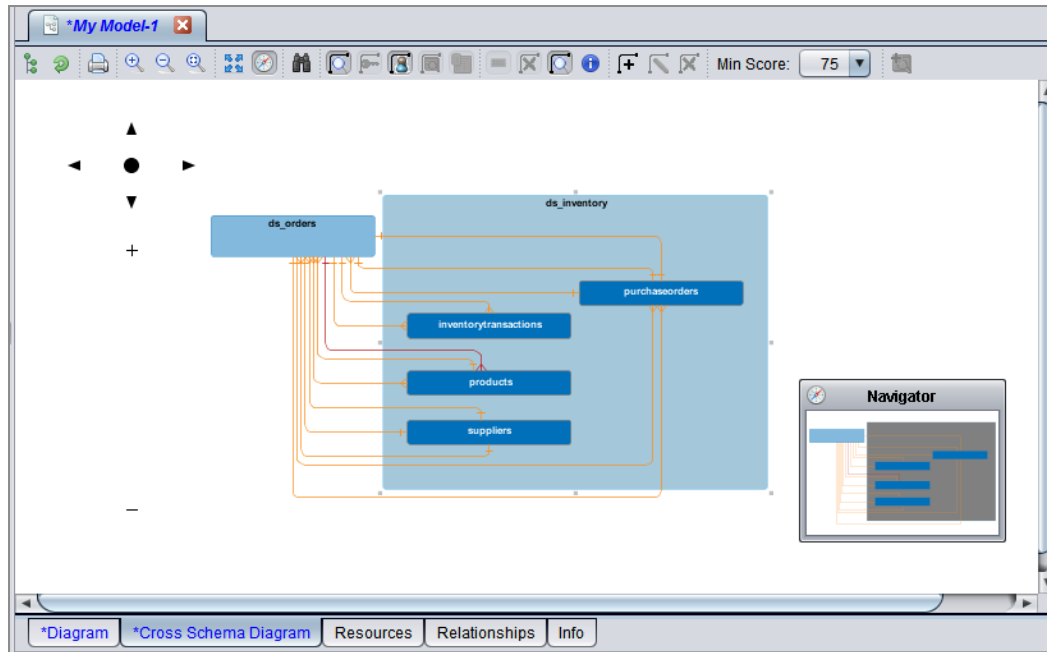 *My Model-1
Min Score: 75
ds_inventory
ds_orders
purchaseorders
inventorytransactions
products
suppliers
Navigator
*Diagram *Cross Schema Diagram Resources Relationships Info